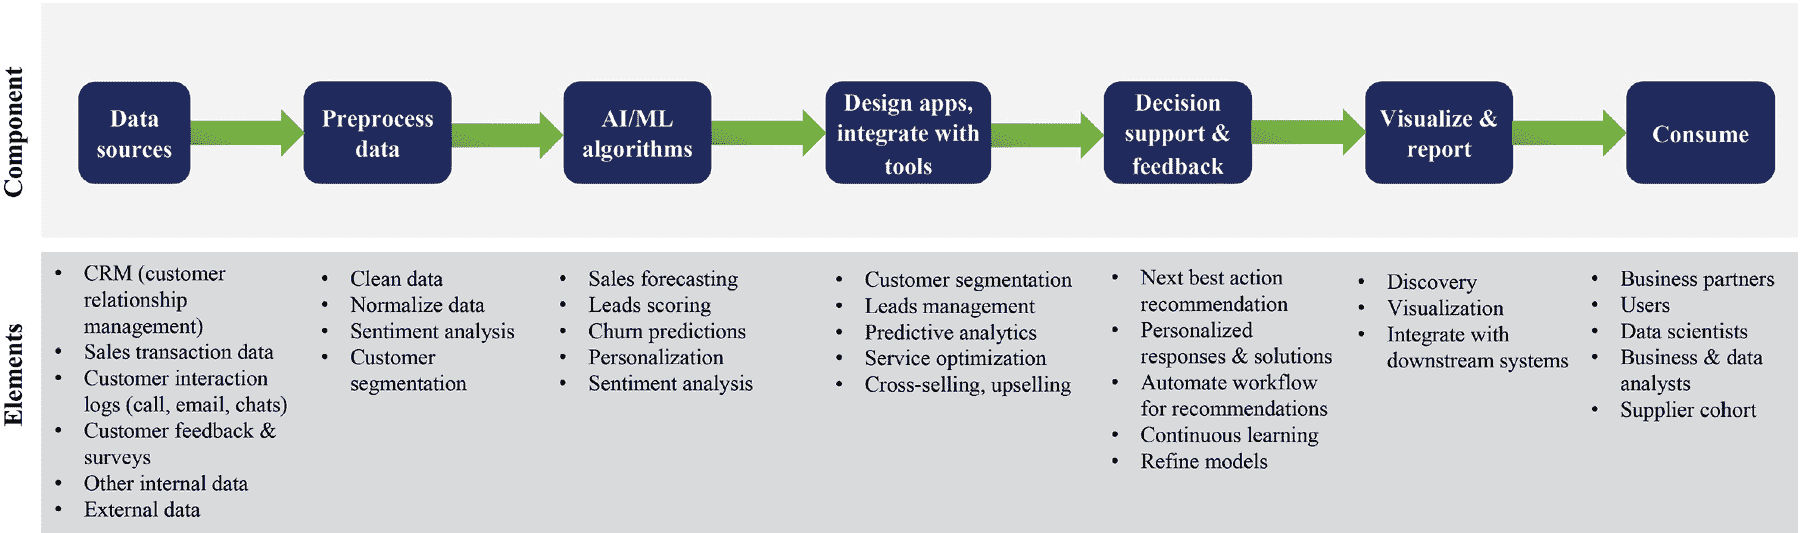 Component
Data
sources
Preprocess
data
AI/ML
algorithms
Design apps,
integrate with
tools
Decision
support &
feedback
Visualize &
report
Consume
Elements
• CRM (customer
relationship
management)
• Sales transaction data
• Customer interaction
logs (call, email, chats)
• Customer feedback &
surveys
• Other internal data
• External data
• Clean data
• Normalize data
• Sentiment analysis
• Customer
segmentation
• Sales forecasting
• Leads scoring
• Churn predictions
• Personalization
• Sentiment analysis
• Customer segmentation
• Leads management
• Predictive analytics
• Service optimization
• Cross-selling, upselling
• Next best action
recommendation
• Personalized
responses & solutions
• Automate workflow
for recommendations
• Continuous learning
• Refine models
• Discovery
• Visualization
• Integrate with
downstream systems
• Business partners
• Users
• Data scientists
• Business & data
analysts
• Supplier cohort